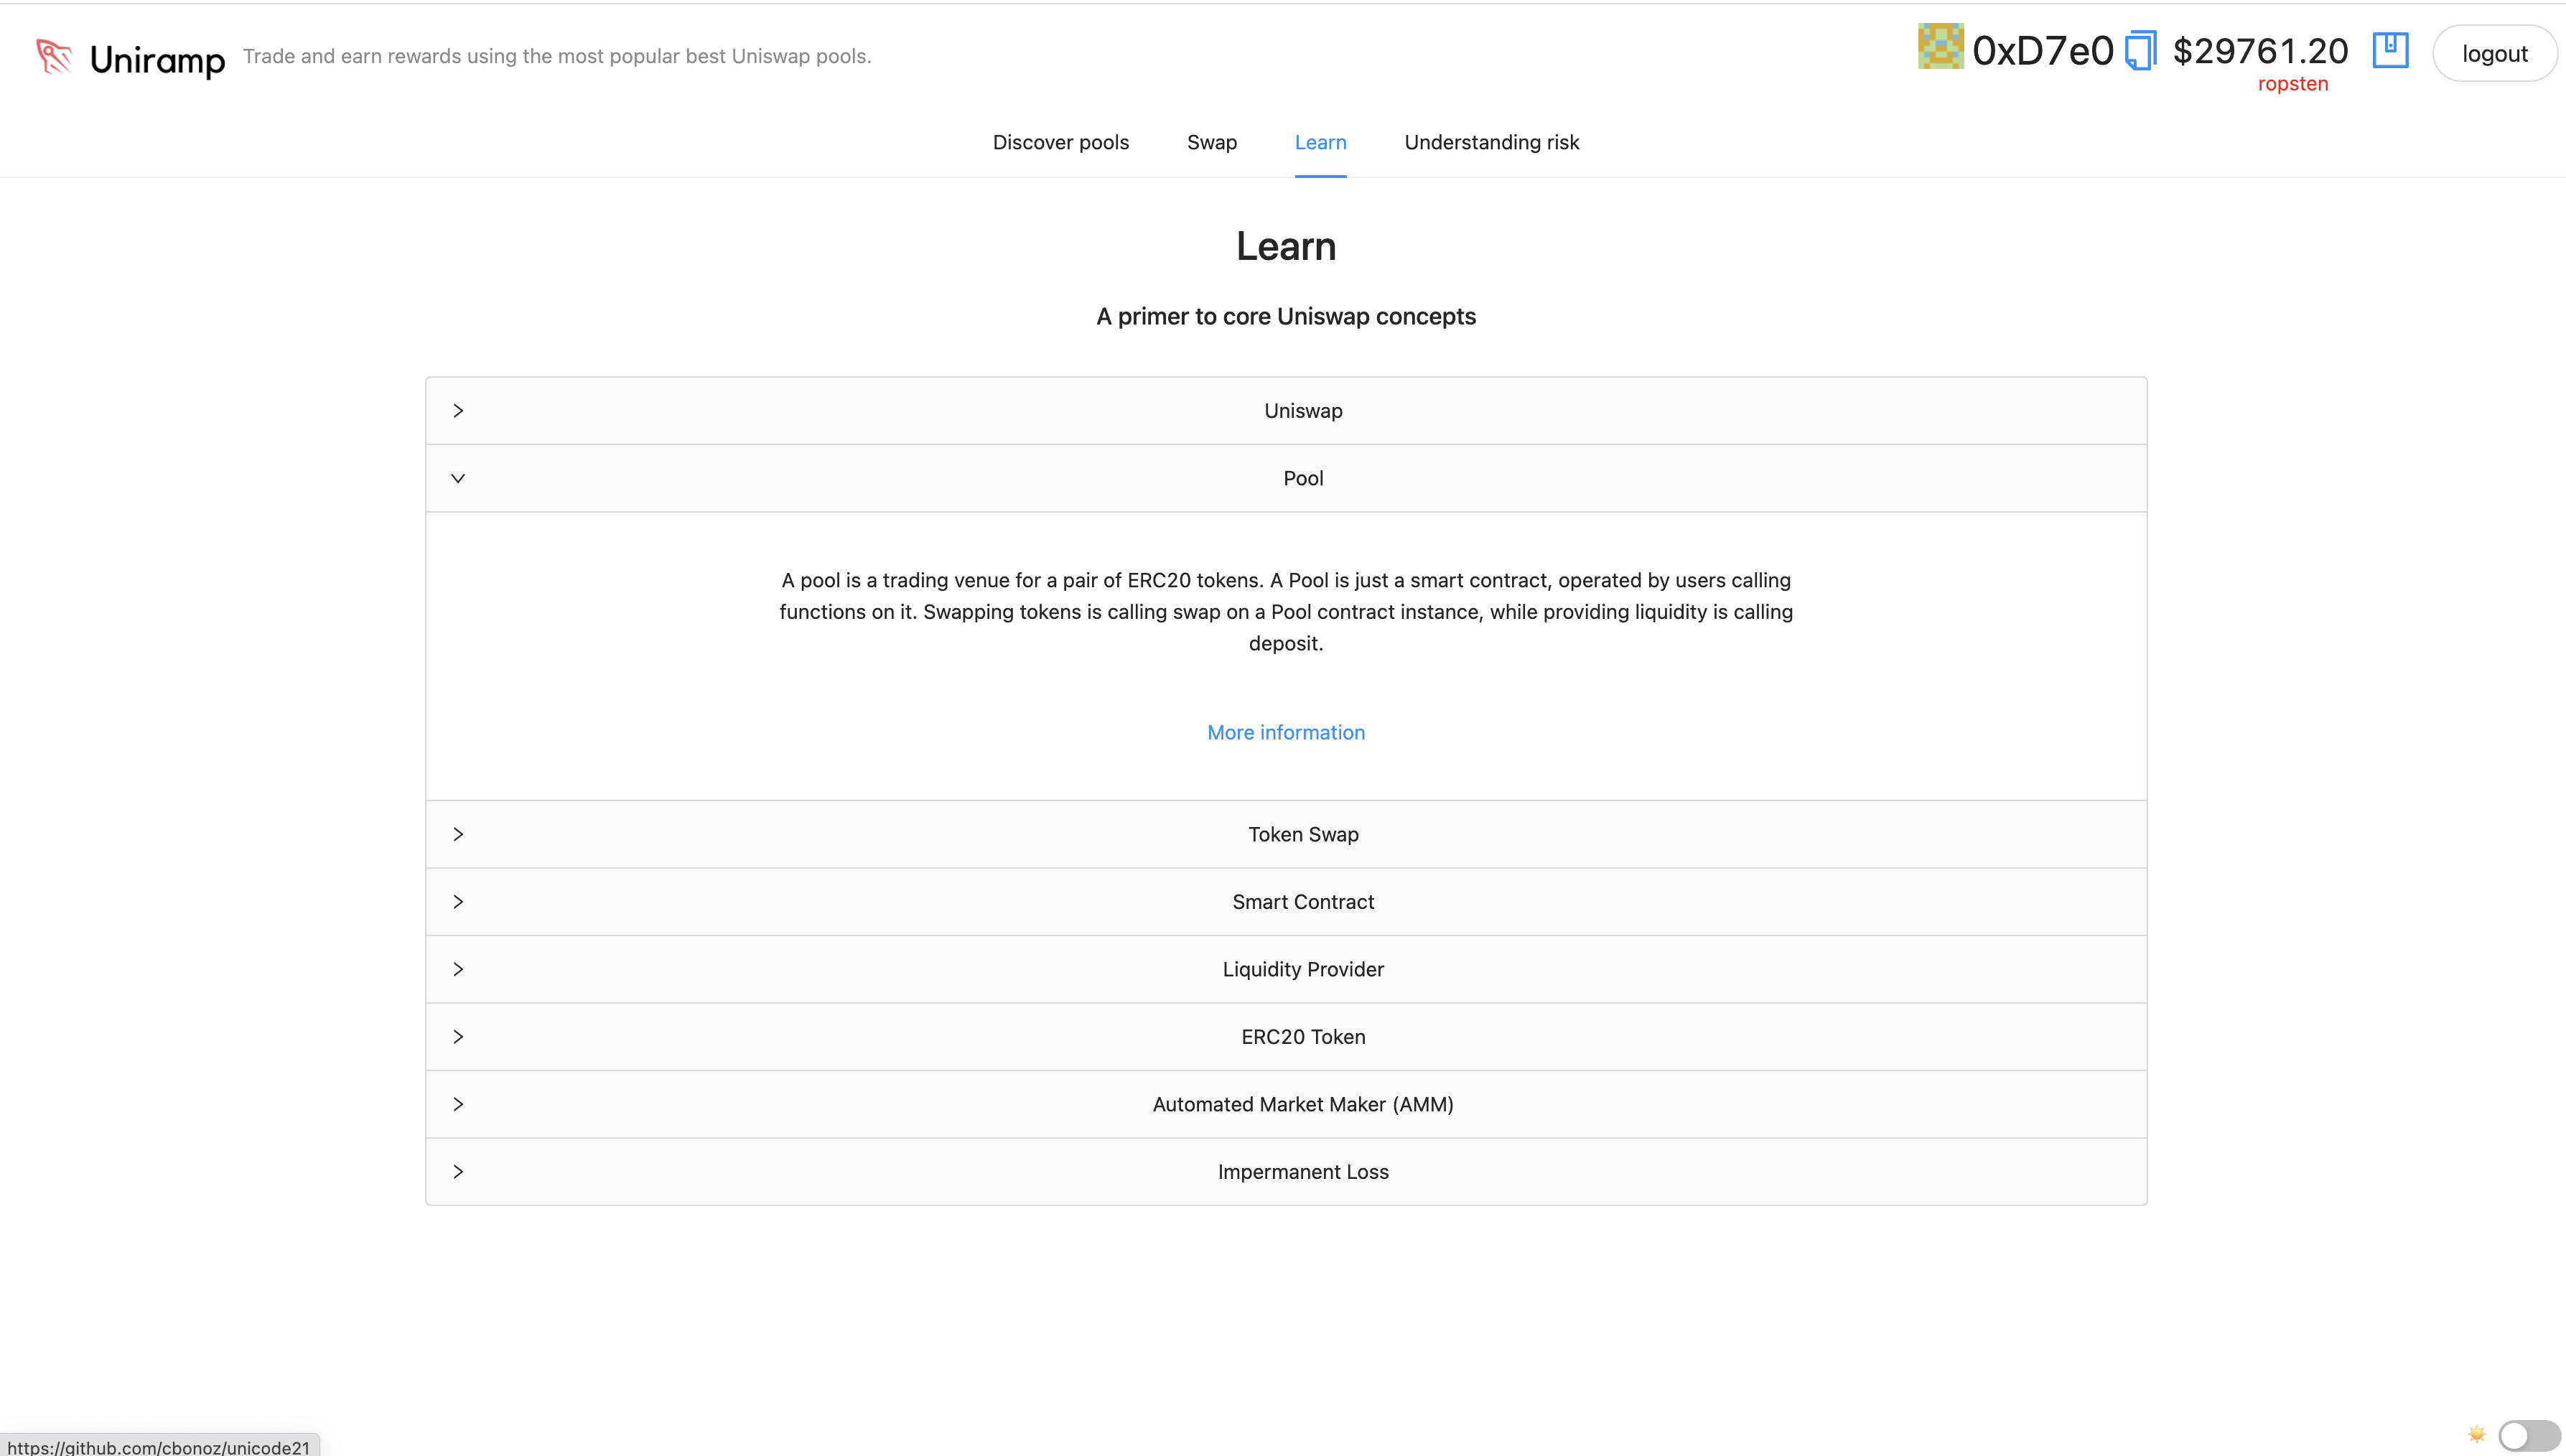 Uniramp
Trade and earn rewards using the most popular best Uniswap pools.
0xD7e0
$29761.20
logout
ropsten
Discover pools
Swap
Learn
Understanding risk
Learn
A primer to core Uniswap concepts
Uniswap
Pool
A pool is a trading venue for a pair of ERC20 tokens. A Pool is just a smart contract, operated by users calling
functions on it. Swapping tokens is calling swap on a Pool contract instance, while providing liquidity is calling
deposit.
More information
Token Swap
Smart Contract
Liquidity Provider
ERC20 Token
Automated Market Maker (AMM)
Impermanent Loss
https://github.com/cbonoz/unicode21